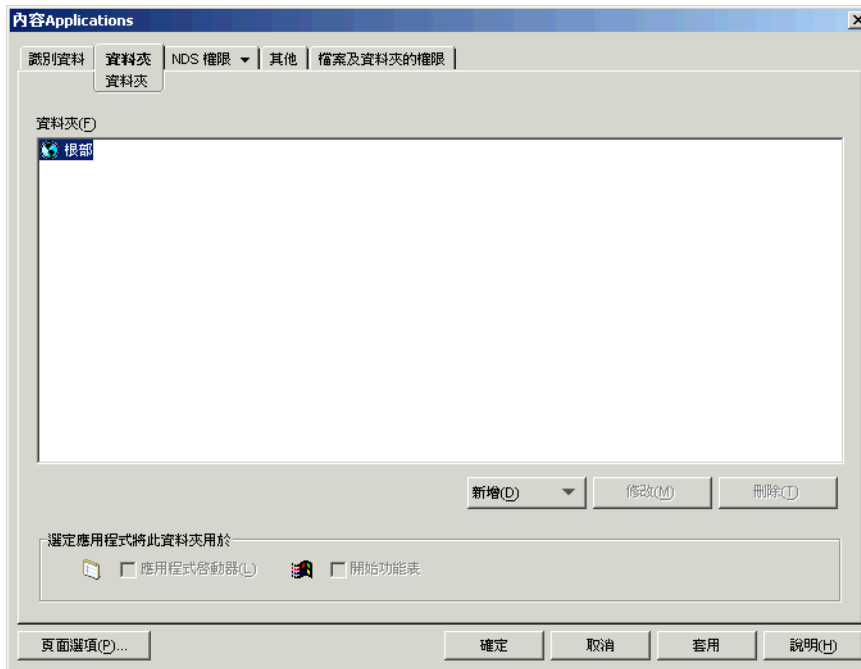 內容Applications
識別資料 資料夾 NDS 權限 其他 檔案及資料夾的權限
資料夾
資料夾(F)
根部
新增(D) 修改(M) 刪除(T)
選定應用程式將此資料夾用於
應用程式啓動器(L) 開始功能表
頁面選項(P)... 確定 取消 套用 說明(H)